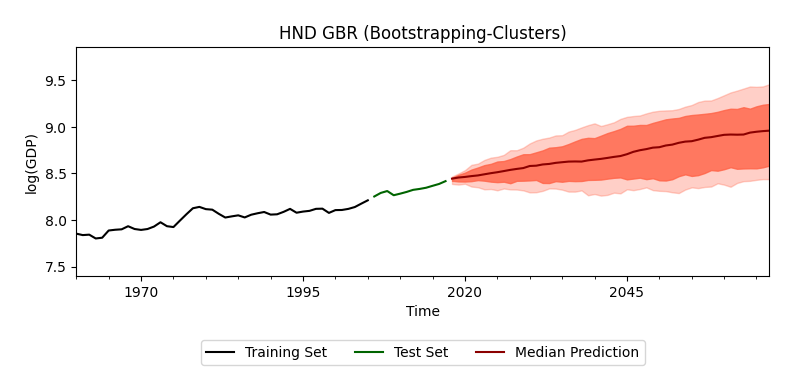 HND GBR (Bootstrapping-Clusters)
9.5
9.0
8.5
8.0
7.5
log(GDP)
1970 1995 2020 2045
Time
Training Set Test Set Median Prediction